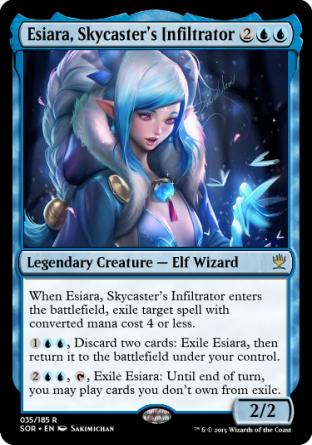 Esiara, Skycaster's Infiltrator 2
Legendary Creature — Elf Wizard
When Esiara, Skycaster's Infiltrator enters
the battlefield, exile target spell with
converted mana cost 4 or less.
1, Discard two cards: Exile Esiara, then
return it to the battlefield under your control.
2, Exile Esiara: Until end of turn,
you may play cards you don't own from exile.
2/2
035/185 R
SOR • EN SAKIMICHAN
™ & © 2015 Wizards of the Coast